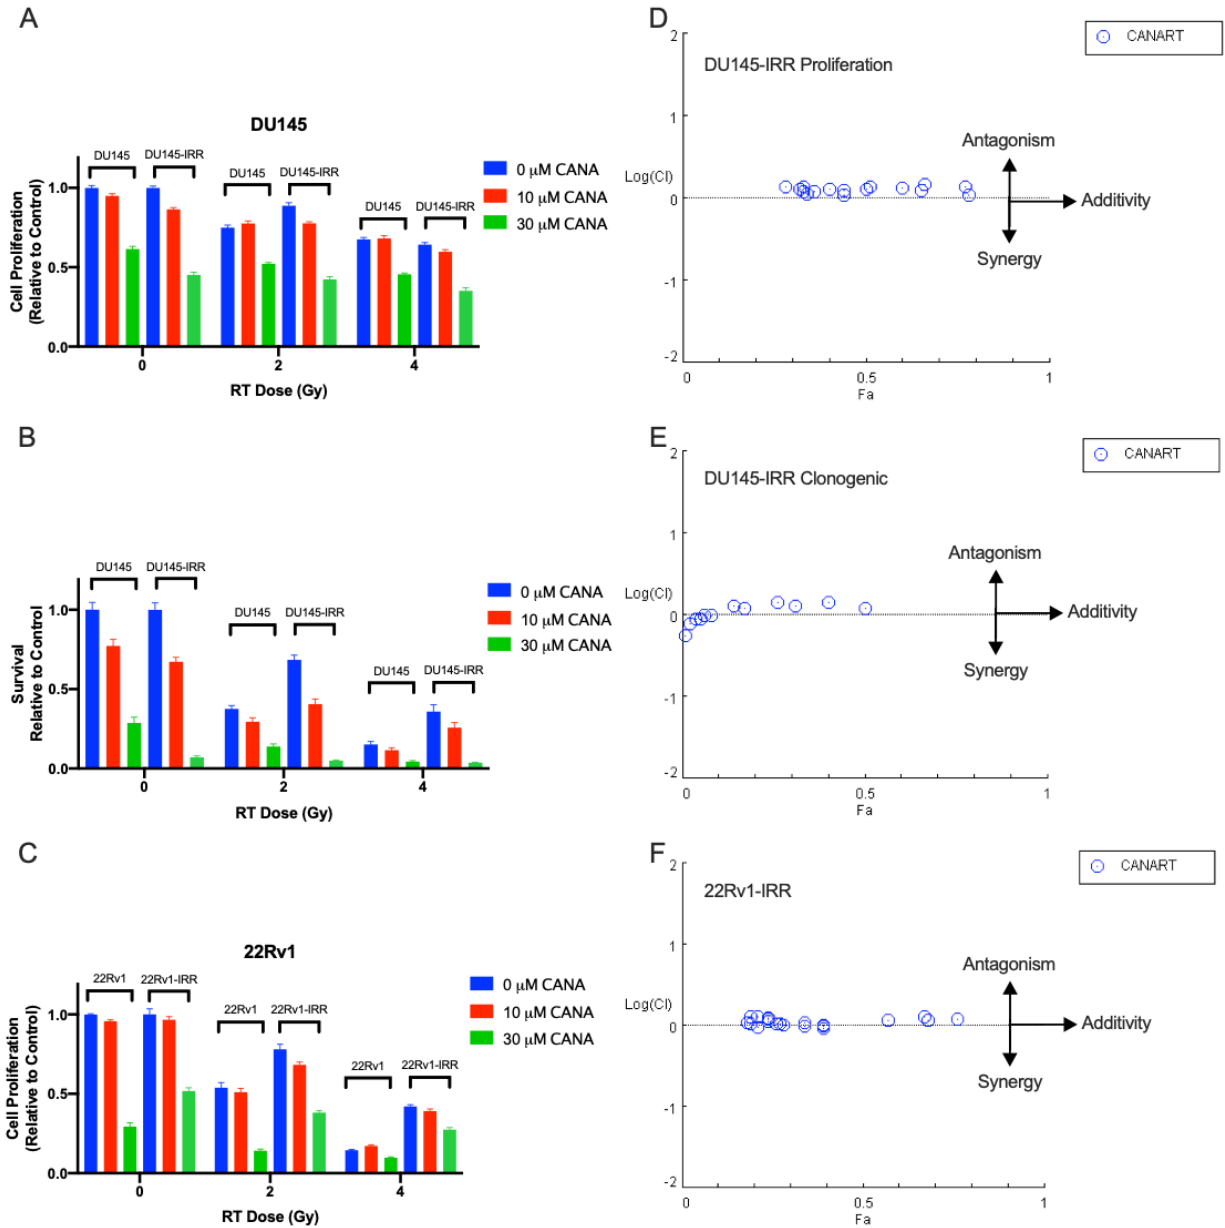 A
DU145
DU145
DU145-IRR
DU145
DU145-IRR
DU145
DU145-IRR
0 μM CANA
10 μM CANA
30 μM CANA
Cell Proliferation
(Relative to Control)
1.0
0.5
0.0
0
2
4
RT Dose (Gy)
B
DU145
DU145-IRR
DU145
DU145-IRR
DU145
DU145-IRR
0 μM CANA
10 μM CANA
30 μM CANA
Survival
Relative to Control
1.0
0.5
0.0
0
2
4
RT Dose (Gy)
C
22Rv1
22Rv1
22Rv1-IRR
22Rv1
22Rv1-IRR
22Rv1
22Rv1-IRR
0 μM CANA
10 μM CANA
30 μM CANA
Cell Proliferation
(Relative to Control)
1.0
0.5
0.0
0
2
4
RT Dose (Gy)
D
CANART
DU145-IRR Proliferation
2
1
Log(CI)
0
-1
-2
Antagonism
Additivity
Synergy
0
0.5
1
Fa
E
CANART
DU145-IRR Clonogenic
2
1
Log(CI)
0
-1
-2
Antagonism
Additivity
Synergy
0
0.5
1
Fa
F
CANART
22Rv1-IRR
2
1
Log(CI)
0
-1
-2
Antagonism
Additivity
Synergy
0
0.5
1
Fa